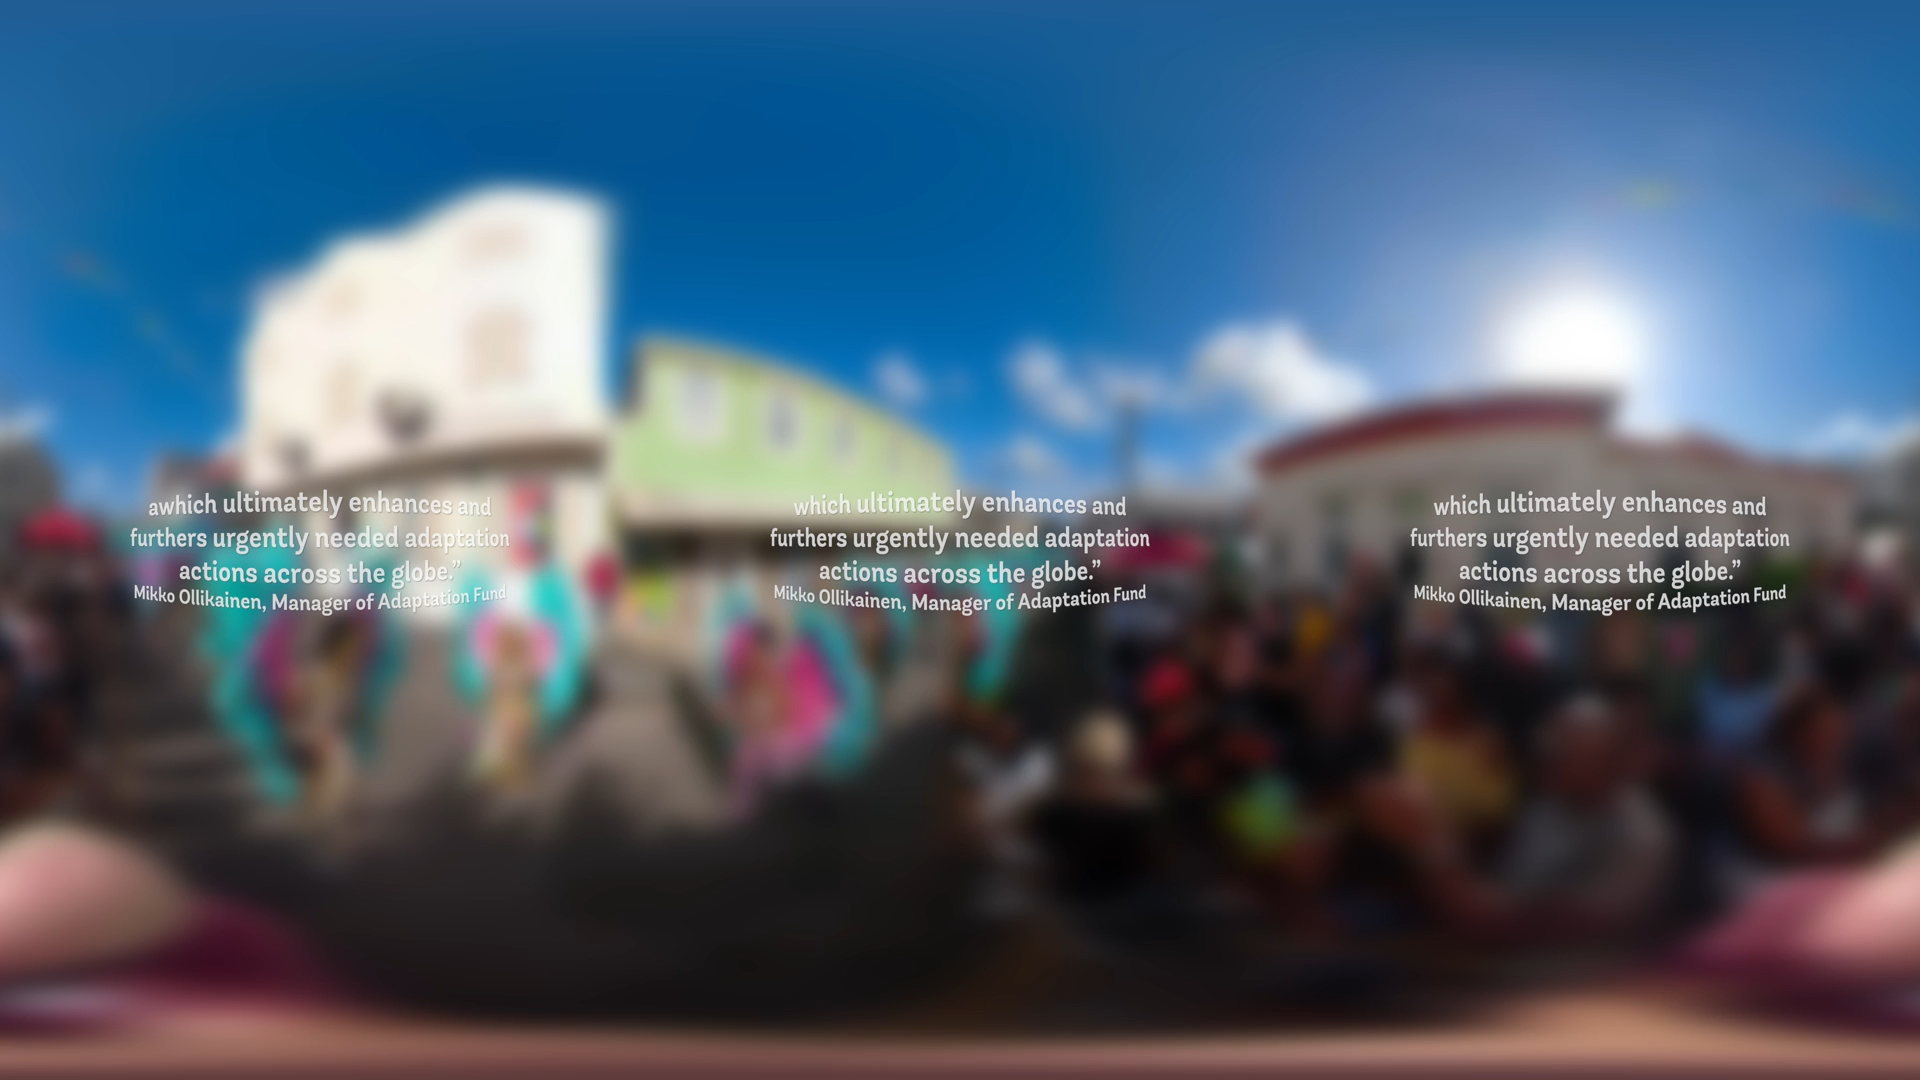 awhich ultimately enhances and
furthers urgently needed adaptation
actions across the globe.”
Mikko Ollikainen, Manager of Adaptation Fund
which ultimately enhances and
furthers urgently needed adaptation
actions across the globe.”
Mikko Ollikainen, Manager of Adaptation Fund
which ultimately enhances and
furthers urgently needed adaptation
actions across the globe.”
Mikko Ollikainen, Manager of Adaptation Fund